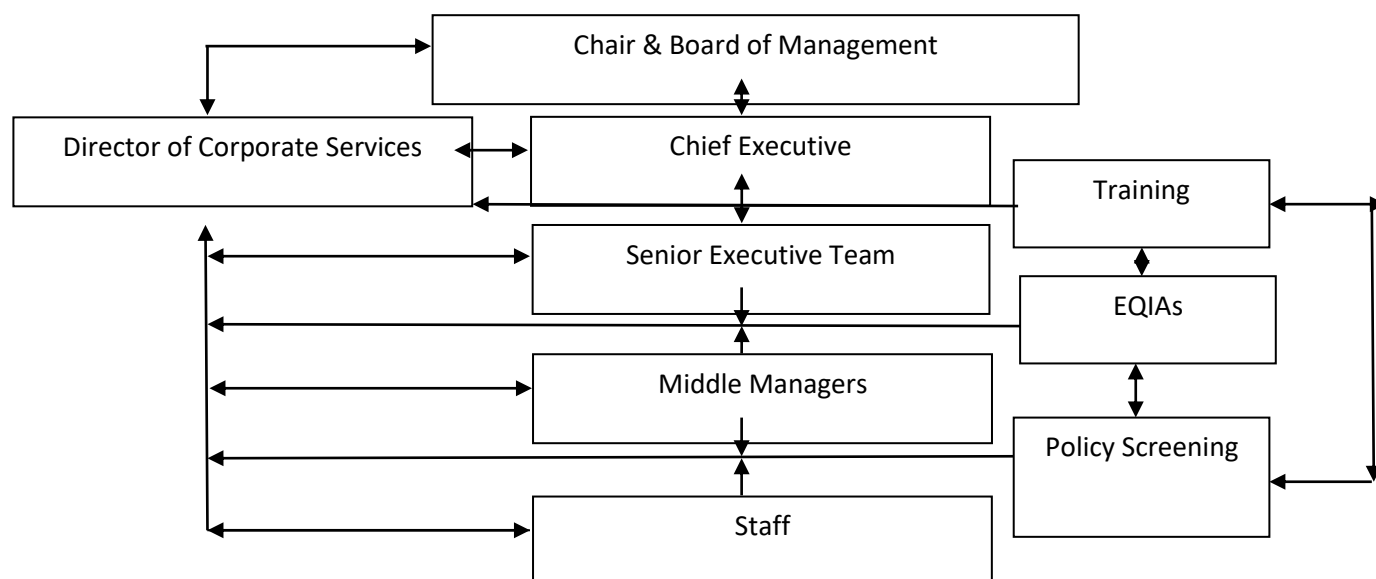 Chair & Board of Management
Director of Corporate Services
Chief Executive
Training
Senior Executive Team
EQIAs
Middle Managers
Policy Screening
Staff